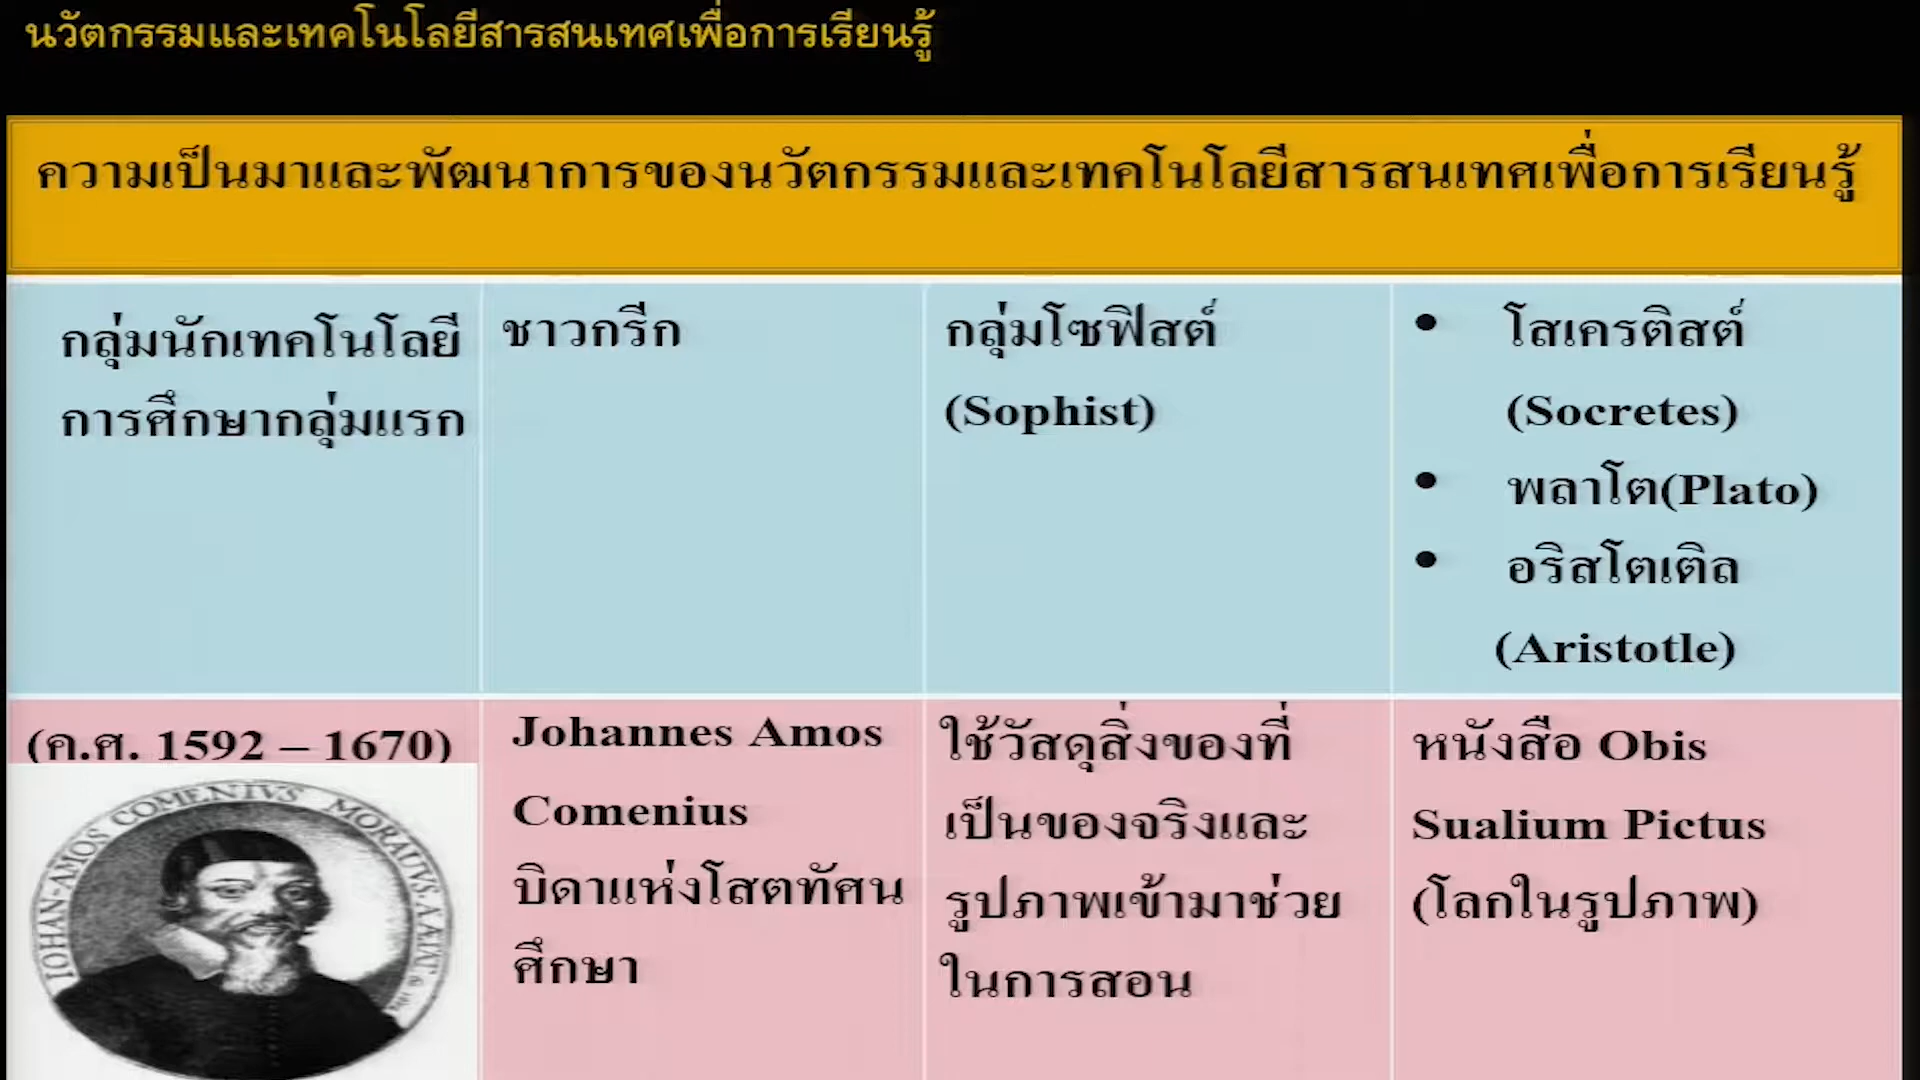 นวัตกรรมและเทคโนโลยีสารสนเทศเพื่อการเรียนรู้
ความเป็นมาและพัฒนาการของนวัตกรรมและเทคโนโลยีสารสนเทศเพื่อการเรียนรู้
กลุ่มนักเทคโนโลยี
การศึกษากลุ่มแรก
ชาวกรีก
กลุ่มโซฟิสต์
(Sophist)
• โสเครติสต์
(Socretes)
• พลาโต(Plato)
• อริสโตเติล
(Aristotle)
(ค.ศ. 1592 – 1670)
JOHAN-AMOS COMENIVS MORAUVS. A
Johannes Amos
Comenius
บิดาแห่งโสตทัศน
ศึกษา
ใช้วัสดุสิ่งของที่
เป็นของจริงและ
รูปภาพเข้ามาช่วย
ในการสอน
หนังสือ Obis
Sualium Pictus
(โลกในรูปภาพ)